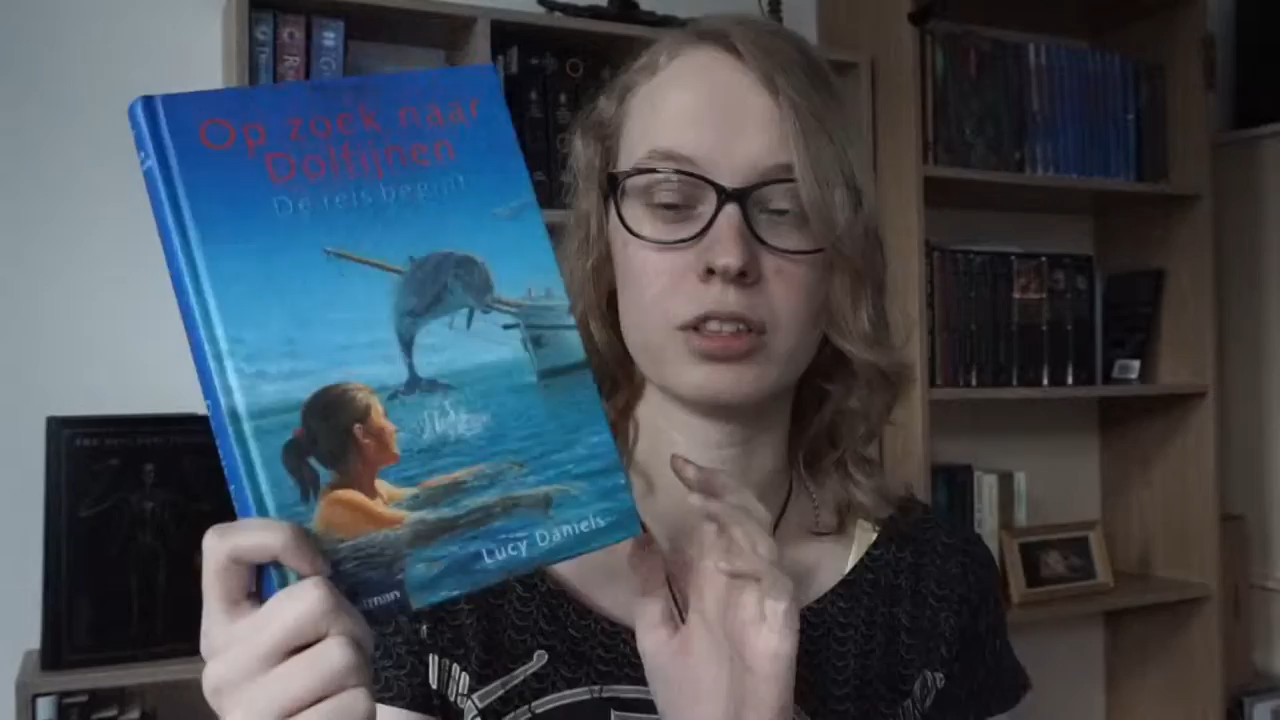 Op zoek naar
Dolfijnen
De reis begint
Lucy Daniels